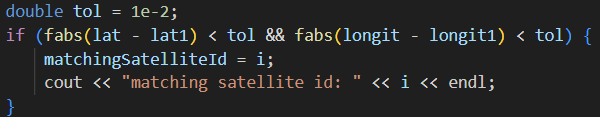 double tol = 1e-2;
if (fabs(lat - lat1) < tol && fabs(longit - longit1) < tol) {
    matchingSatelliteId = i;
    cout << "matching satellite id: " << i << endl;
}